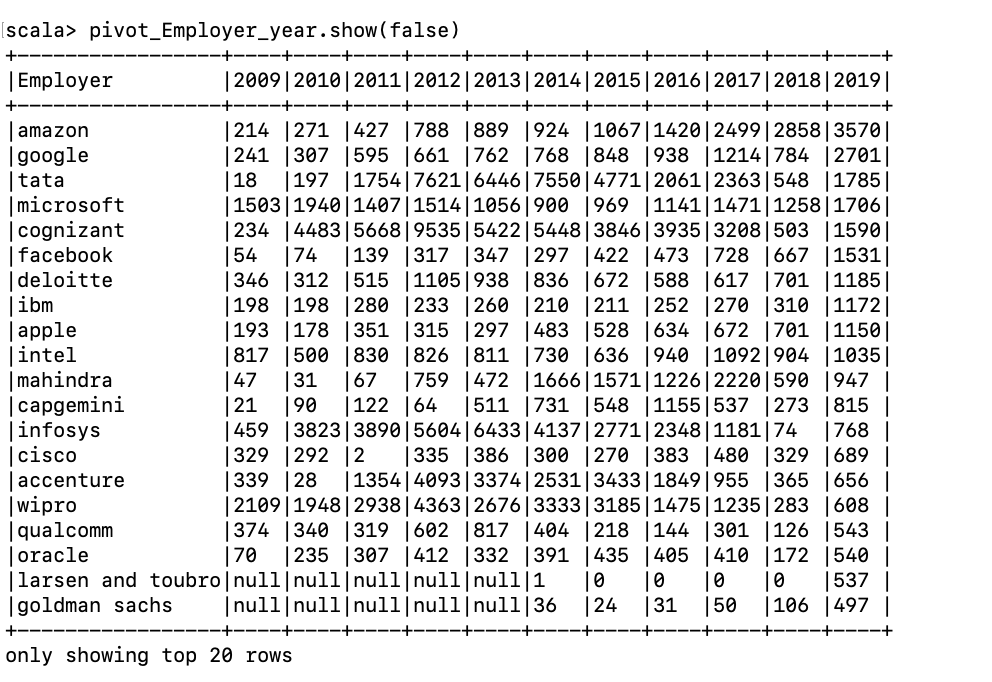 scala> pivot_Employer_year.show(false)
+-----------------+----+----+----+----+----+----+----+----+----+----+----+
|Employer         |2009|2010|2011|2012|2013|2014|2015|2016|2017|2018|2019|
+-----------------+----+----+----+----+----+----+----+----+----+----+----+
|amazon           |214 |271 |427 |788 |889 |924 |1067|1420|2499|2858|3570|
|google           |241 |307 |595 |661 |762 |768 |848 |938 |1214|784 |2701|
|tata             |18  |197 |1754|7621|6446|7550|4771|2061|2363|548 |1785|
|microsoft        |1503|1940|1407|1514|1056|900 |969 |1141|1471|1258|1706|
|cognizant        |234 |4483|5668|9535|5422|5448|3846|3935|3208|503 |1590|
|facebook         |54  |74  |139 |317 |347 |297 |422 |473 |728 |667 |1531|
|deloitte         |346 |312 |515 |1105|938 |836 |672 |588 |617 |701 |1185|
|ibm              |198 |198 |280 |233 |260 |210 |211 |252 |270 |310 |1172|
|apple            |193 |178 |351 |315 |297 |483 |528 |634 |672 |701 |1150|
|intel            |817 |500 |830 |826 |811 |730 |636 |940 |1092|904 |1035|
|mahindra         |47  |31  |67  |759 |472 |1666|1571|1226|2220|590 |947 |
|capgemini        |21  |90  |122 |64  |511 |731 |548 |1155|537 |273 |815 |
|infosys          |459 |3823|3890|5604|6433|4137|2771|2348|1181|74  |768 |
|cisco            |329 |292 |2   |335 |386 |300 |270 |383 |480 |329 |689 |
|accenture        |339 |28  |1354|4093|3374|2531|3433|1849|955 |365 |656 |
|wipro            |2109|1948|2938|4363|2676|3333|3185|1475|1235|283 |608 |
|qualcomm         |374 |340 |319 |602 |817 |404 |218 |144 |301 |126 |543 |
|oracle           |70  |235 |307 |412 |332 |391 |435 |405 |410 |172 |540 |
|larsen and toubro|null|null|null|null|null|1   |0   |0   |0   |0   |537 |
|goldman sachs    |null|null|null|null|null|36  |24  |31  |50  |106 |497 |
+-----------------+----+----+----+----+----+----+----+----+----+----+----+
only showing top 20 rows